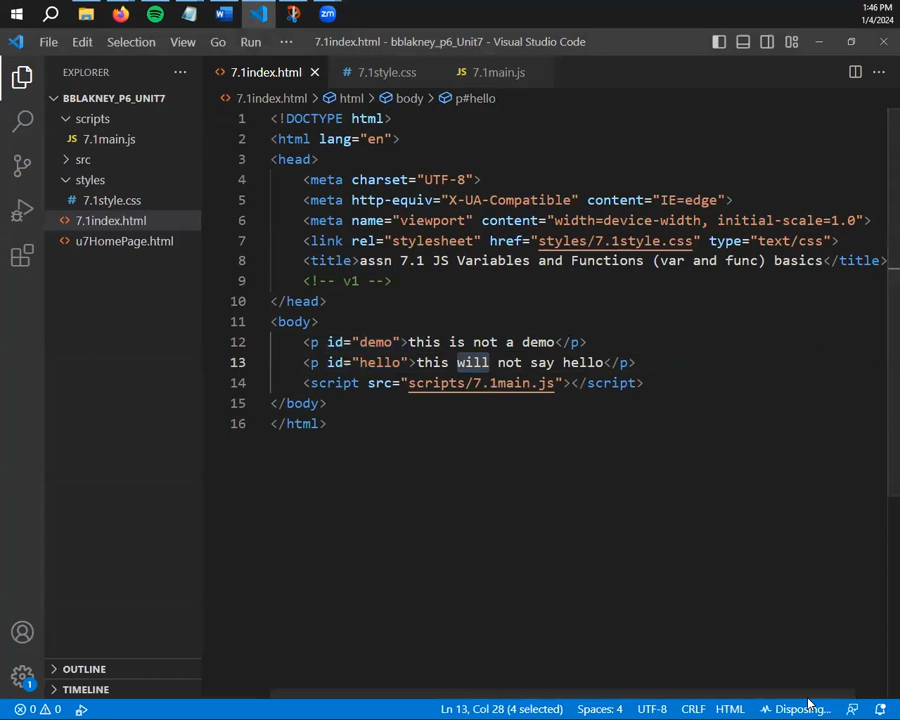 zm
1:46 PM
1/4/2024
File Edit Selection View Go Run ··· 7.1index.html - bblakney_p6_Unit7 - Visual Studio Code
EXPLORER ···
7.1index.html
7.1style.css
JS 7.1main.js
···
BBLAKNEY_P6_UNIT7
scripts
JS 7.1main.js
src
styles
# 7.1style.css
<> 7.1index.html
<> u7HomePage.html
OUTLINE
TIMELINE
<> 7.1index.html > html > body > p#hello
1 <!DOCTYPE html>
2 <html lang="en">
3 <head>
4 <meta charset="UTF-8">
5 <meta http-equiv="X-UA-Compatible" content="IE=edge">
6 <meta name="viewport" content="width=device-width, initial-scale=1.0">
7 <link rel="stylesheet" href="styles/7.1style.css" type="text/css">
8 <title>assn 7.1 JS Variables and Functions (var and func) basics</title>
9 <!-- v1 -->
10 </head>
11 <body>
12 <p id="demo">this is not a demo</p>
13 <p id="hello">this will not say hello</p>
14 <script src="scripts/7.1main.js"></script>
15 </body>
16 </html>
1
0 0 Ln 13, Col 28 (4 selected) Spaces: 4 UTF-8 CRLF HTML Disposing...